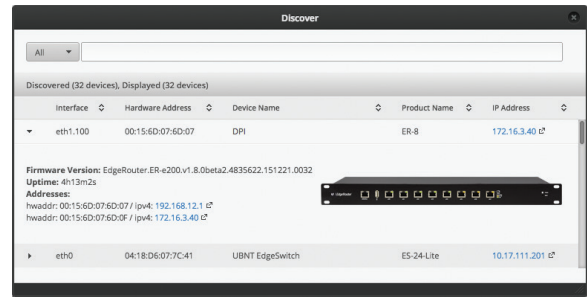 Discover
All
Discovered (32 devices), Displayed (32 devices)
Interface Hardware Address Device Name Product Name IP Address
eth1.100 00:15:6D:07:6D:07 DPI ER-8 172.16.3.40
Firmware Version: EdgeRouter.ER-e200.v1.8.0beta2.4835622.151221.0032
Uptime: 4h13m2s
Addresses:
hwaddr: 00:15:6D:07:6D:07 / ipv4: 192.168.12.1
hwaddr: 00:15:6D:07:6D:0F / ipv4: 172.16.3.40
EdgeRouter
eth0 04:18:D6:07:7C:41 UBNT EdgeSwitch ES-24-Lite 10.17.111.201